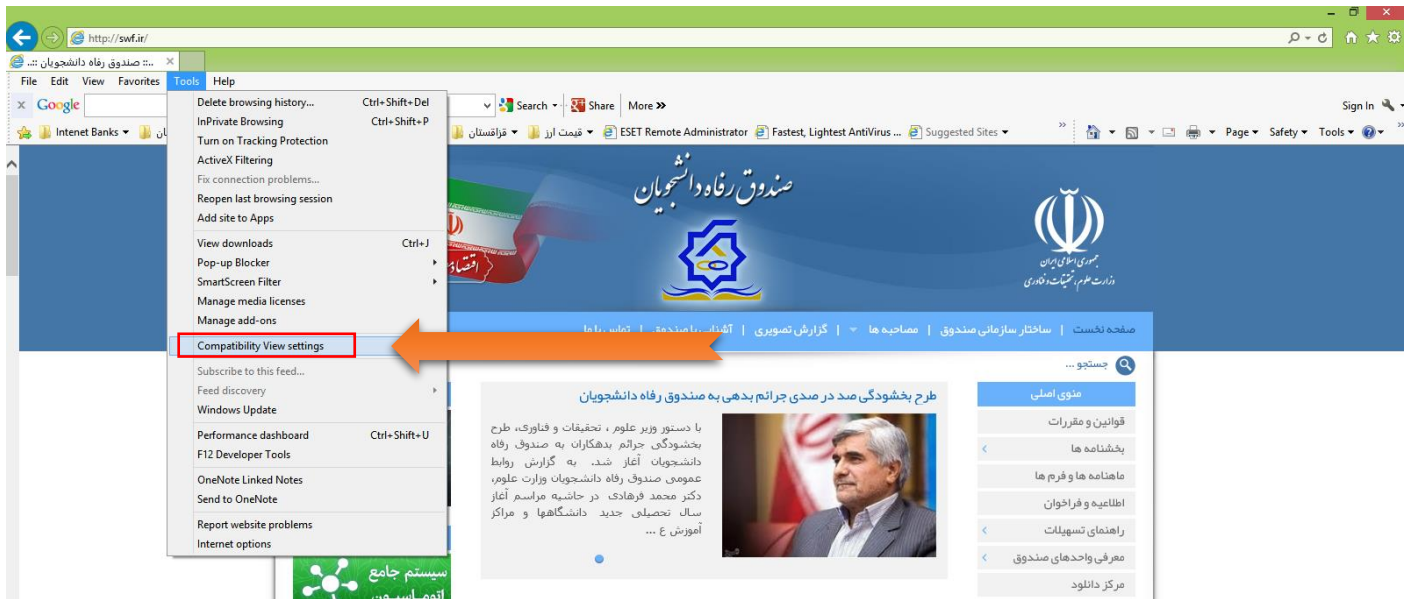 http://swf.ir/
..:: صندوق رفاه دانشجویان ::..
File Edit View Favorites Tools Help
Google
Search
Share
More »
Sign In
Intenet Banks
قیمت ارز
قزاقستان
ESET Remote Administrator
Fastest, Lightest AntiVirus ...
Suggested Sites
Page Safety Tools
Delete browsing history... Ctrl+Shift+Del
InPrivate Browsing Ctrl+Shift+P
Turn on Tracking Protection
ActiveX Filtering
Fix connection problems...
Reopen last browsing session
Add site to Apps
View downloads Ctrl+J
Pop-up Blocker
SmartScreen Filter
Manage media licenses
Manage add-ons
Compatibility View settings
Subscribe to this feed...
Feed discovery
Windows Update
Performance dashboard Ctrl+Shift+U
F12 Developer Tools
OneNote Linked Notes
Send to OneNote
Report website problems
Internet options
صندوق رفاه دانشجویان
جمهوری اسلامی ایران
وزارت علوم، تحقیقات و فناوری
صفحه نخست | ساختار سازمانی صندوق | مصاحبه ها | گزارش تصویری | آشنایی با صندوق | تماس با ما
جستجو ...
منوی اصلی
قوانین و مقررات
بخشنامه ها
ماهنامه ها و فرم ها
اطلاعیه و فراخوان
راهنمای تسهیلات
معرفی واحدهای صندوق
مرکز دانلود
طرح بخشودگی صد در صدی جرائم بدهی به صندوق رفاه دانشجویان
با دستور وزیر علوم ، تحقیقات و فناوری، طرح
بخشودگی جرائم بدهکاران به صندوق رفاه
دانشجویان آغاز شد. به گزارش روابط
عمومی صندوق رفاه دانشجویان وزارت علوم،
دکتر محمد فرهادی در حاشیه مراسم آغاز
سال تحصیلی جدید دانشگاهها و مراکز
آموزش ع ...
سیستم جامع
اتوماسیون